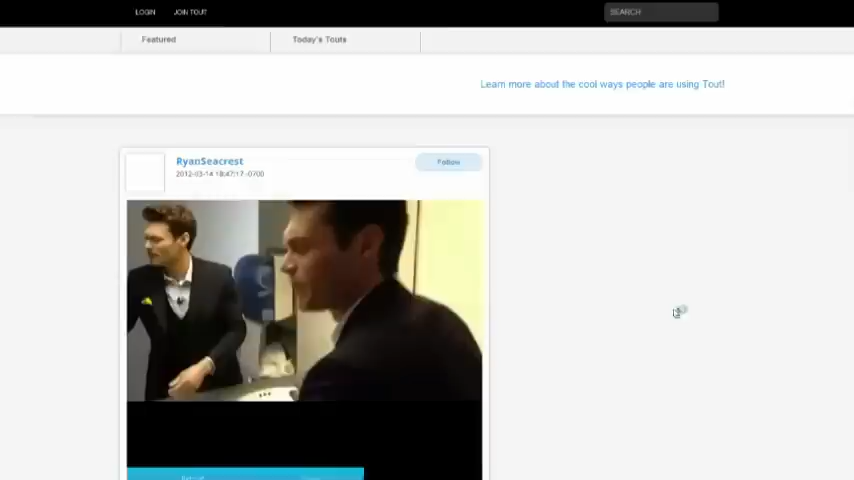 LOGIN JOIN TOUT SEARCH
Featured Today's Touts
Learn more about the cool ways people are using Tout!
RyanSeacrest Follow
2012-03-14 18:47:17 -0700